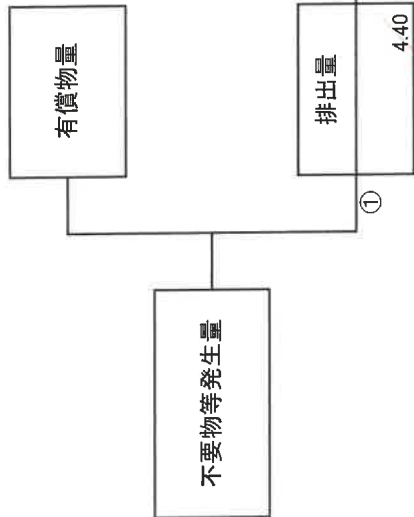 不要物等発生量
有償物量
①
排出量
4.40